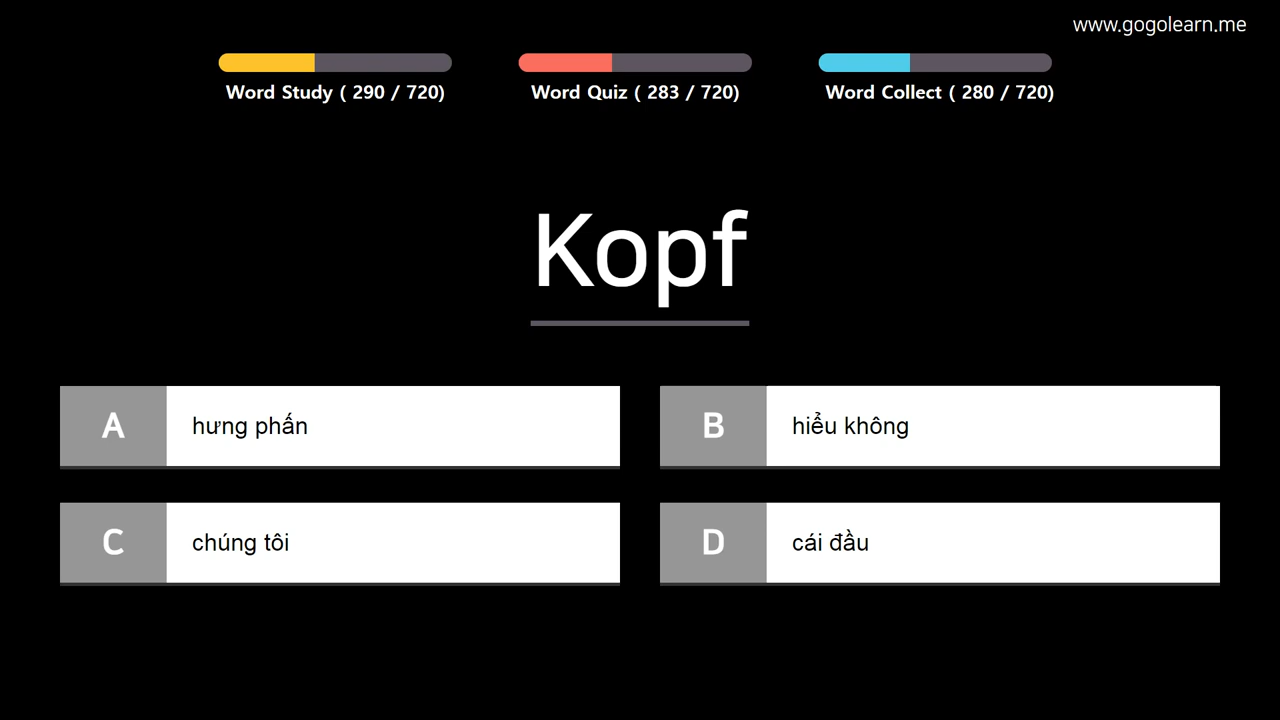 www.gogolearn.me
Word Study ( 290 / 720)
Word Quiz ( 283 / 720)
Word Collect ( 280 / 720)
Kopf
A hưng phấn
B hiểu không
C chúng tôi
D cái đầu